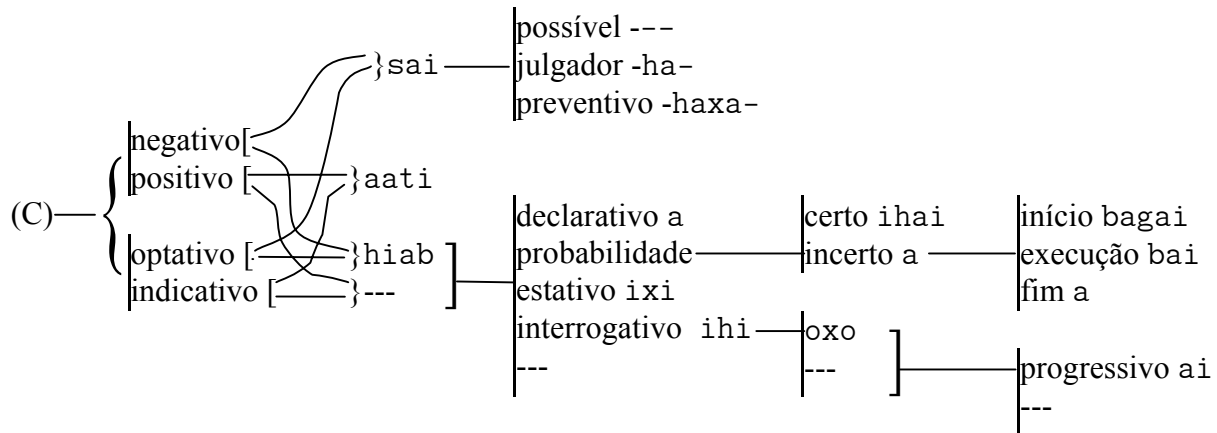 possível ---
julgador -ha-
preventivo -haxa-
}sai
negativo[
positivo [
}aati
(C)
{
optativo [
indicativo [
}hiab
}---
]
declarativo a
probabilidade
estativo ixi
interrogativo ihi
---
certo ihai
incerto a
oxo
---
]
início bagai
execução bai
fim a
progressivo ai
---